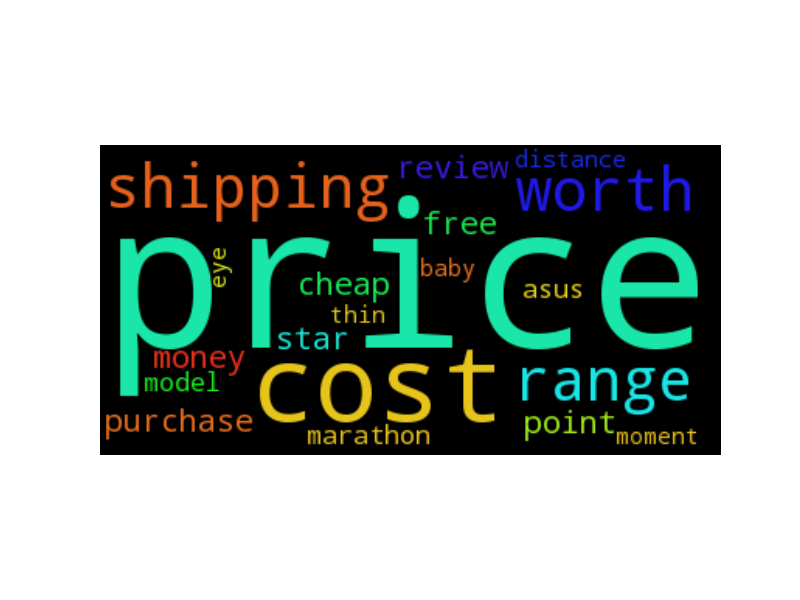 distance
review
shipping
worth
free
price
eye
baby
cheap
asus
thin
star
money
cost
range
model
purchase
point
marathon
moment